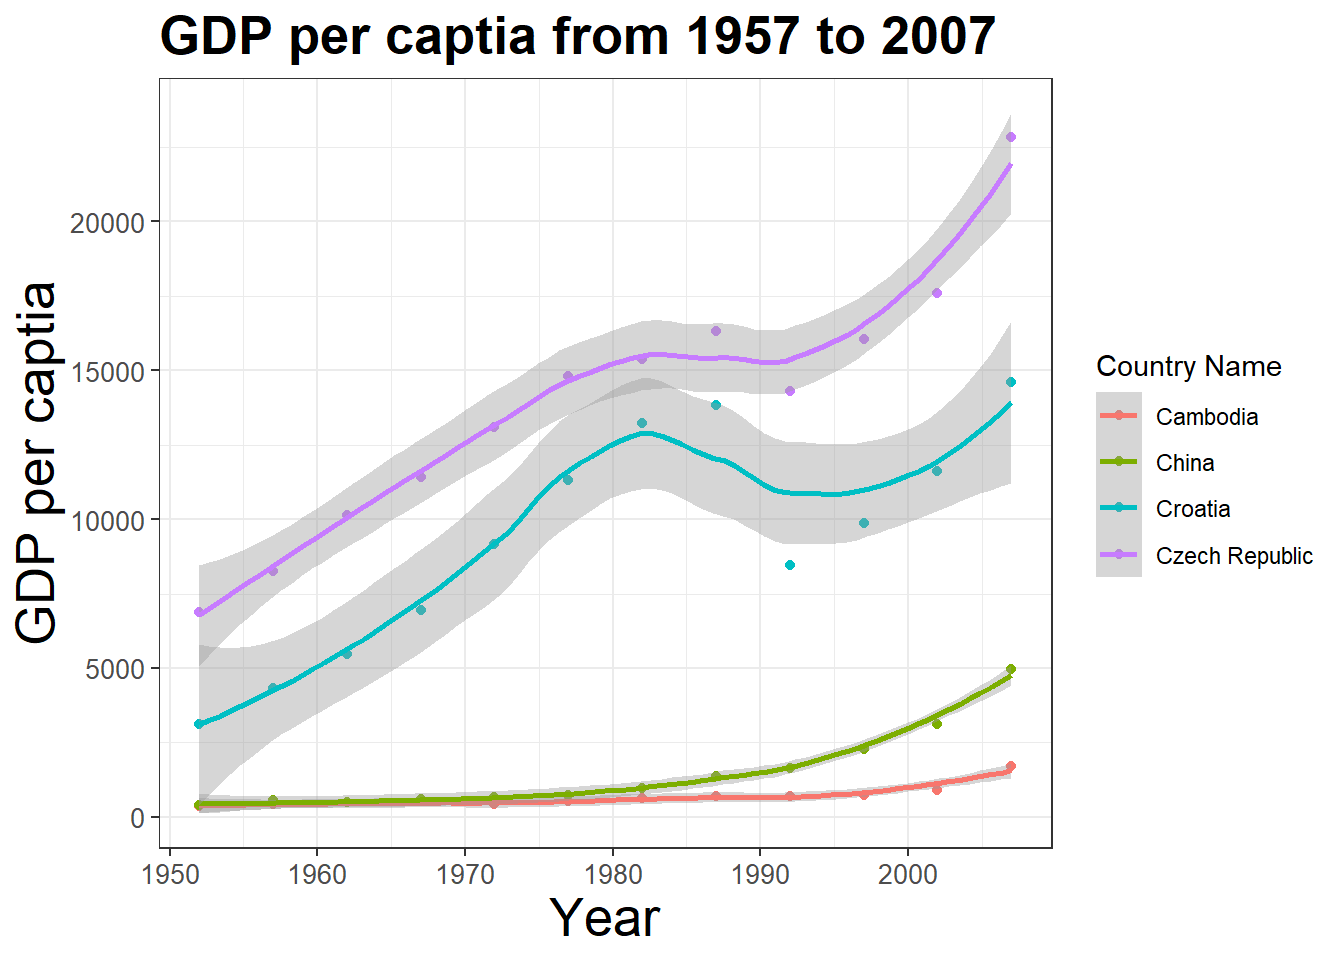 GDP per captia from 1957 to 2007
GDP per captia
20000
15000
10000
5000
0
1950 1960 1970 1980 1990 2000
Year
Country Name
Cambodia
China
Croatia
Czech Republic